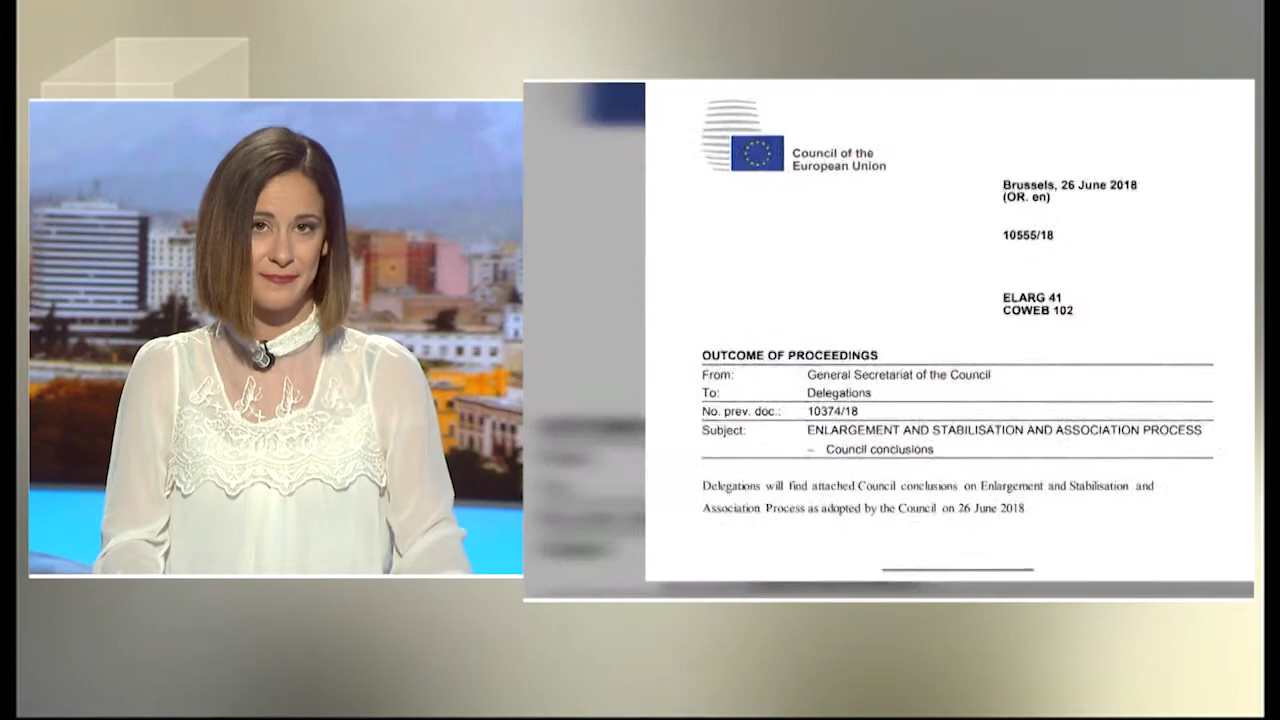 Council of the
European Union
Brussels, 26 June 2018
(OR. en)
10555/18
ELARG 41
COWEB 102
OUTCOME OF PROCEEDINGS
From: General Secretariat of the Council
To: Delegations
No. prev. doc.: 10374/18
Subject: ENLARGEMENT AND STABILISATION AND ASSOCIATION PROCESS
– Council conclusions
Delegations will find attached Council conclusions on Enlargement and Stabilisation and
Association Process as adopted by the Council on 26 June 2018